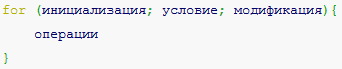 for (инициализация; условие; модификация){
операции
}